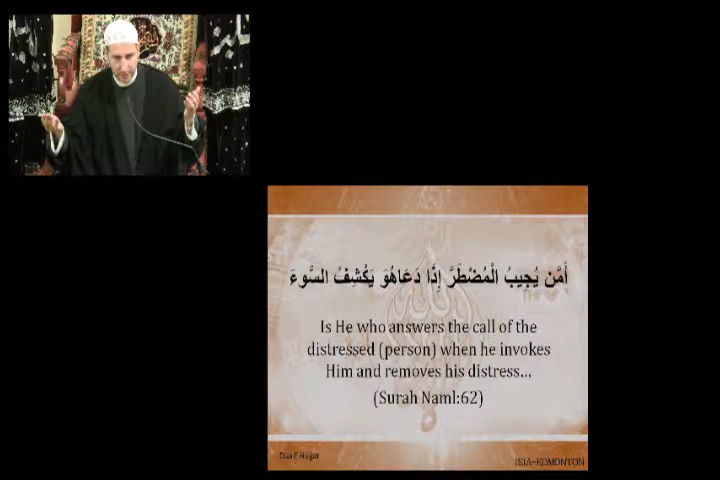 أَمَّن يُجِيبُ الْمُضْطَرَّ إِذَا دَعَاهُوَ يَكْشِفُ السُّوءَ
Is He who answers the call of the
distressed (person) when he invokes
Him and removes his distress...
(Surah Naml:62)
Dua E Hajat
ISIA-EDMONTON